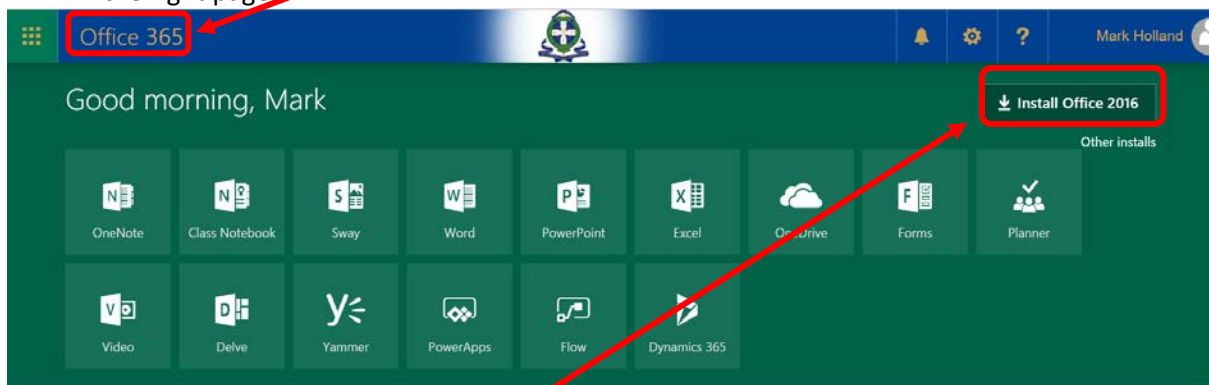 Office 365
? Mark Holland
Good morning, Mark
Install Office 2016
Other installs
OneNote Class Notebook Sway Word PowerPoint Excel OneDrive Forms Planner
Video Delve Yammer PowerApps Flow Dynamics 365